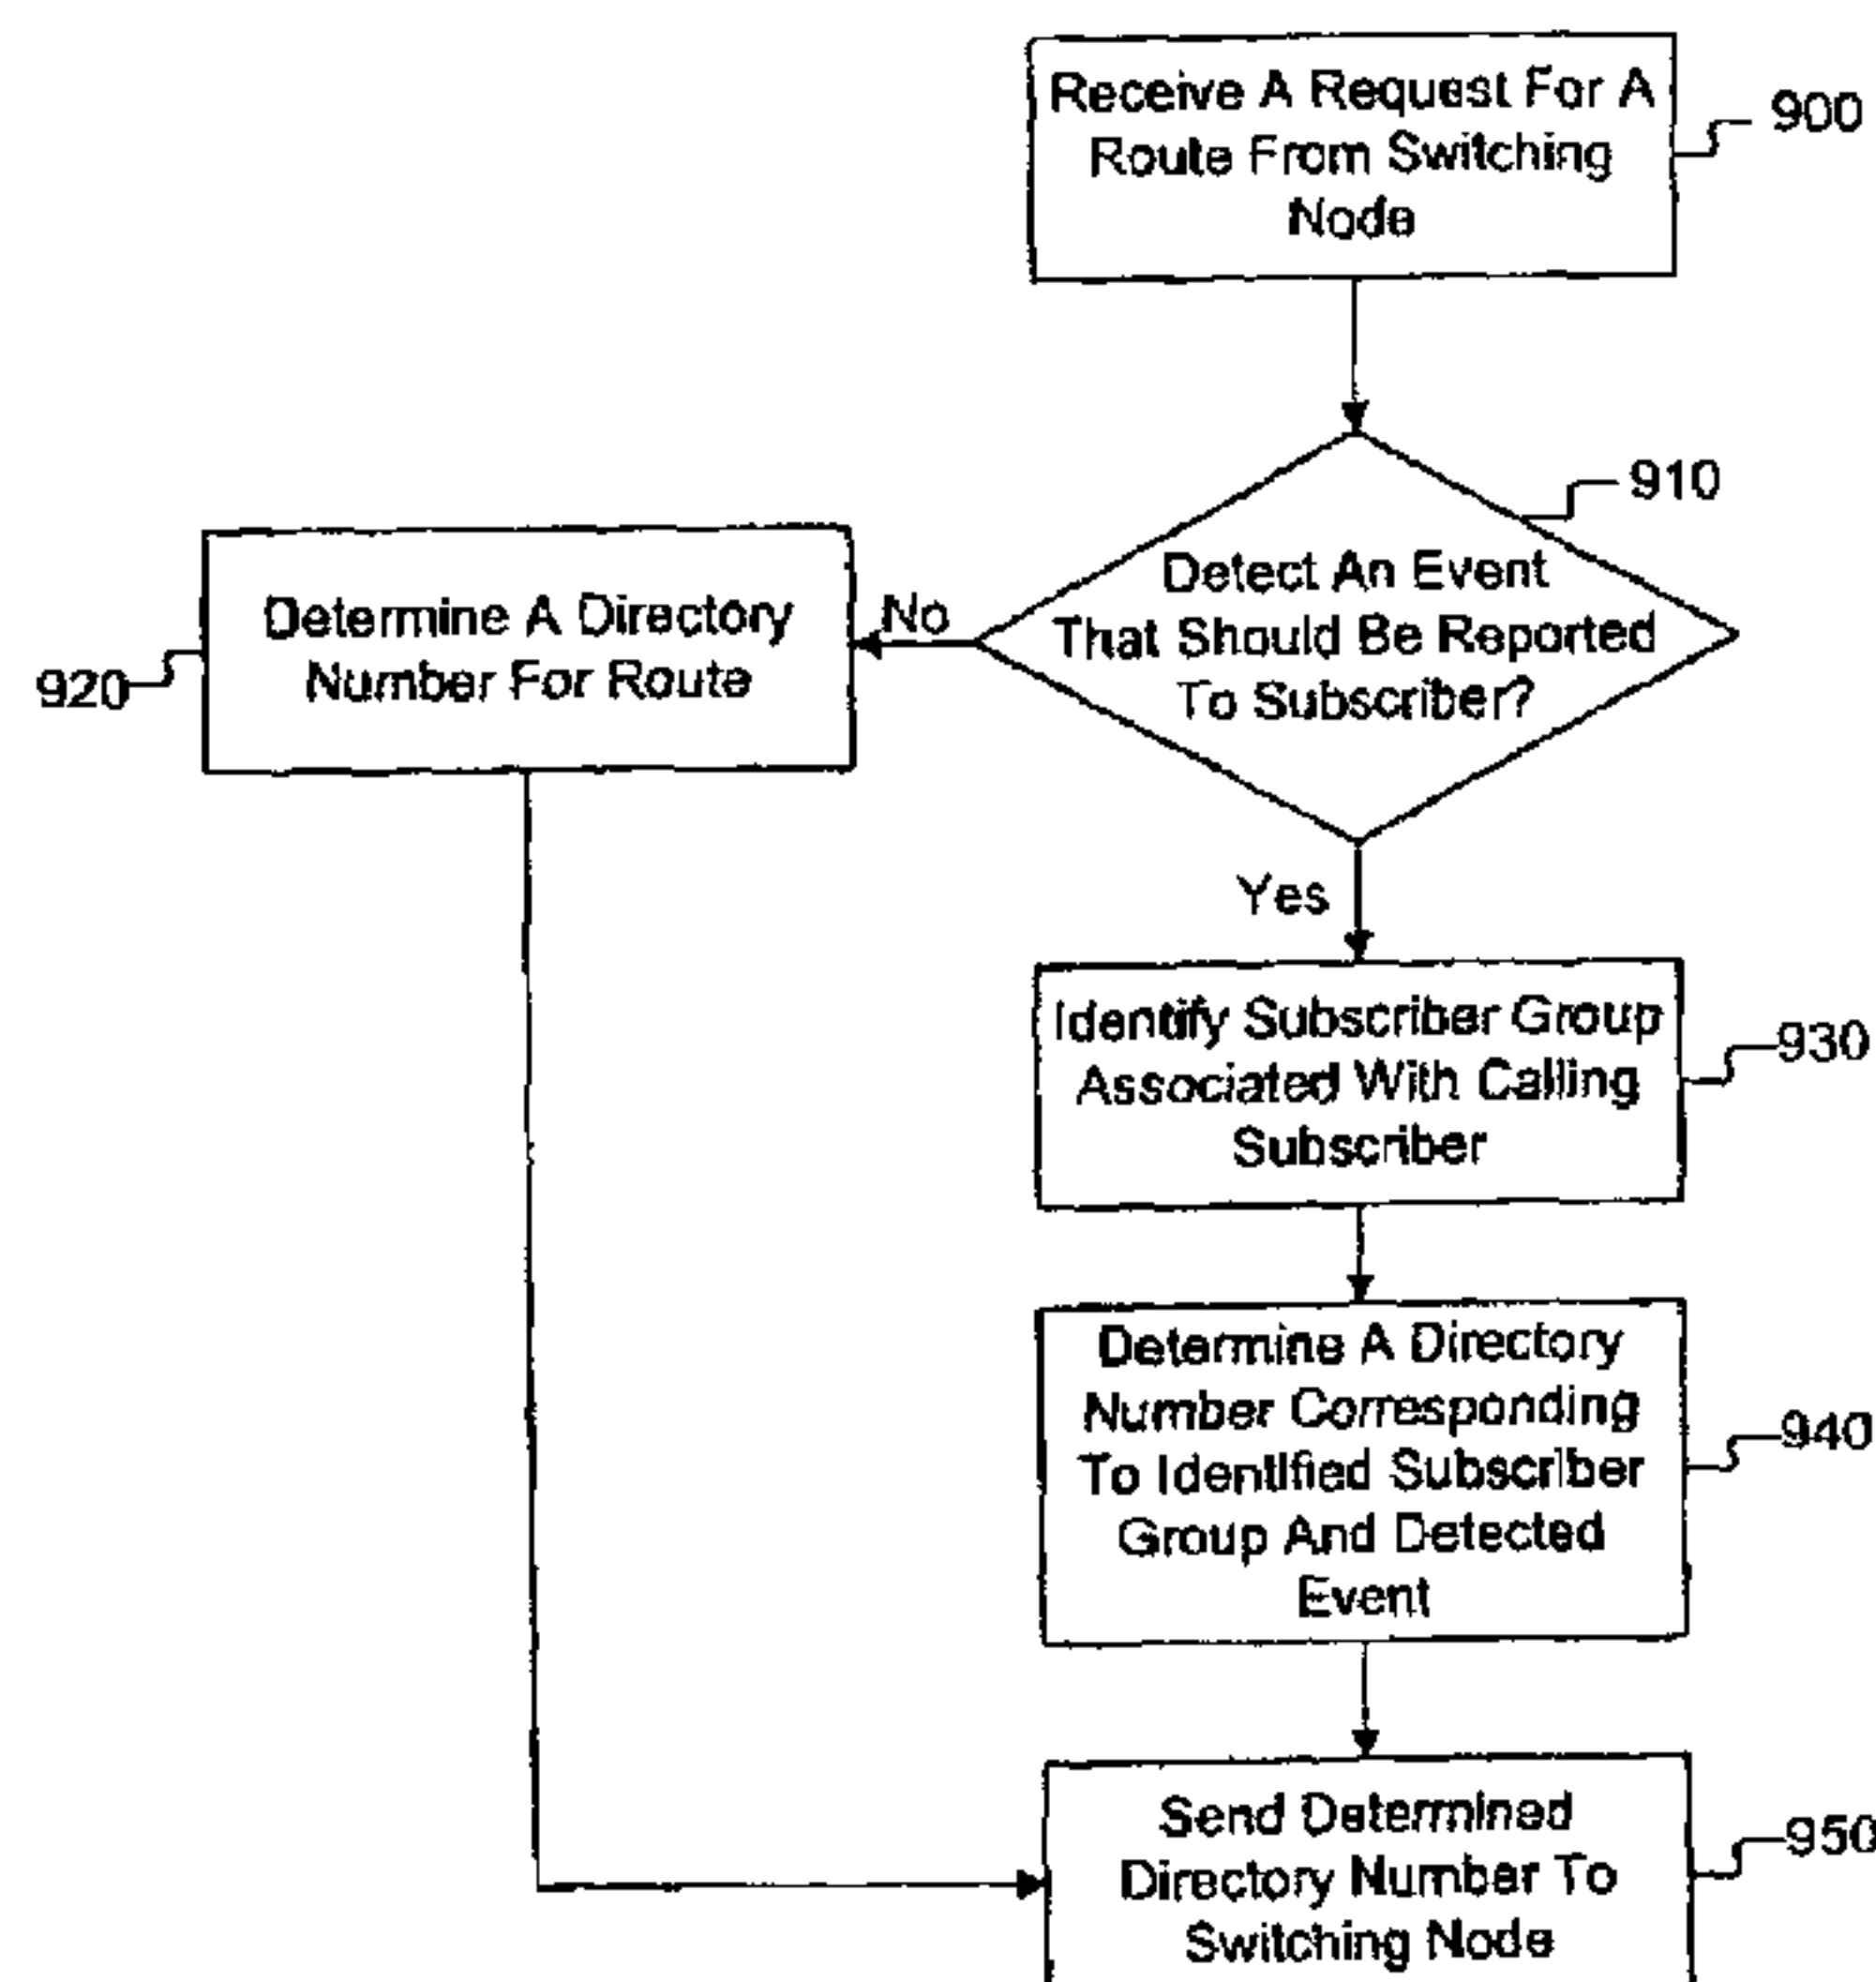 Receive A Request For A
Route From Switching
Node
900
910
Detect An Event
That Should Be Reported
To Subscriber?
No
Determine A Directory
Number For Route
920
Yes
Identify Subscriber Group
Associated With Calling
Subscriber
930
Determine A Directory
Number Corresponding
To Identified Subscriber
Group And Detected
Event
940
Send Determined
Directory Number To
Switching Node
950